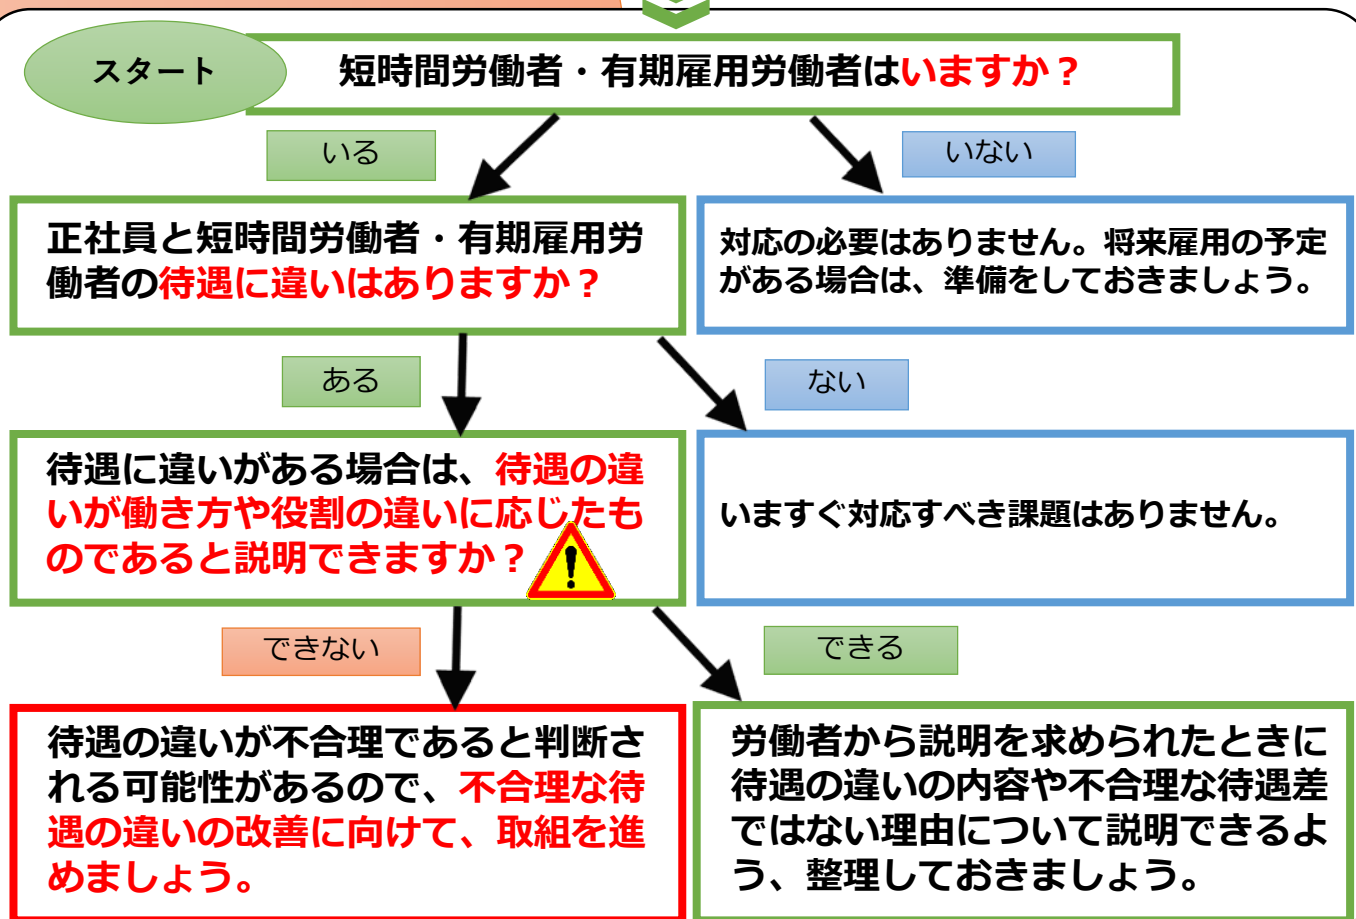 スタート
短時間労働者・有期雇用労働者はいますか？
いる
いない
正社員と短時間労働者・有期雇用労
働者の待遇に違いはありますか？
対応の必要はありません。将来雇用の予定
がある場合は、準備をしておきましょう。
ある
ない
待遇に違いがある場合は、待遇の違
いが働き方や役割の違いに応じたも
のであると説明できますか？
いますぐ対応すべき課題はありません。
できない
できる
待遇の違いが不合理であると判断さ
れる可能性があるので、不合理な待
遇の違いの改善に向けて、取組を進
めましょう。
労働者から説明を求められたときに
待遇の違いの内容や不合理な待遇差
ではない理由について説明できるよ
う、整理しておきましょう。